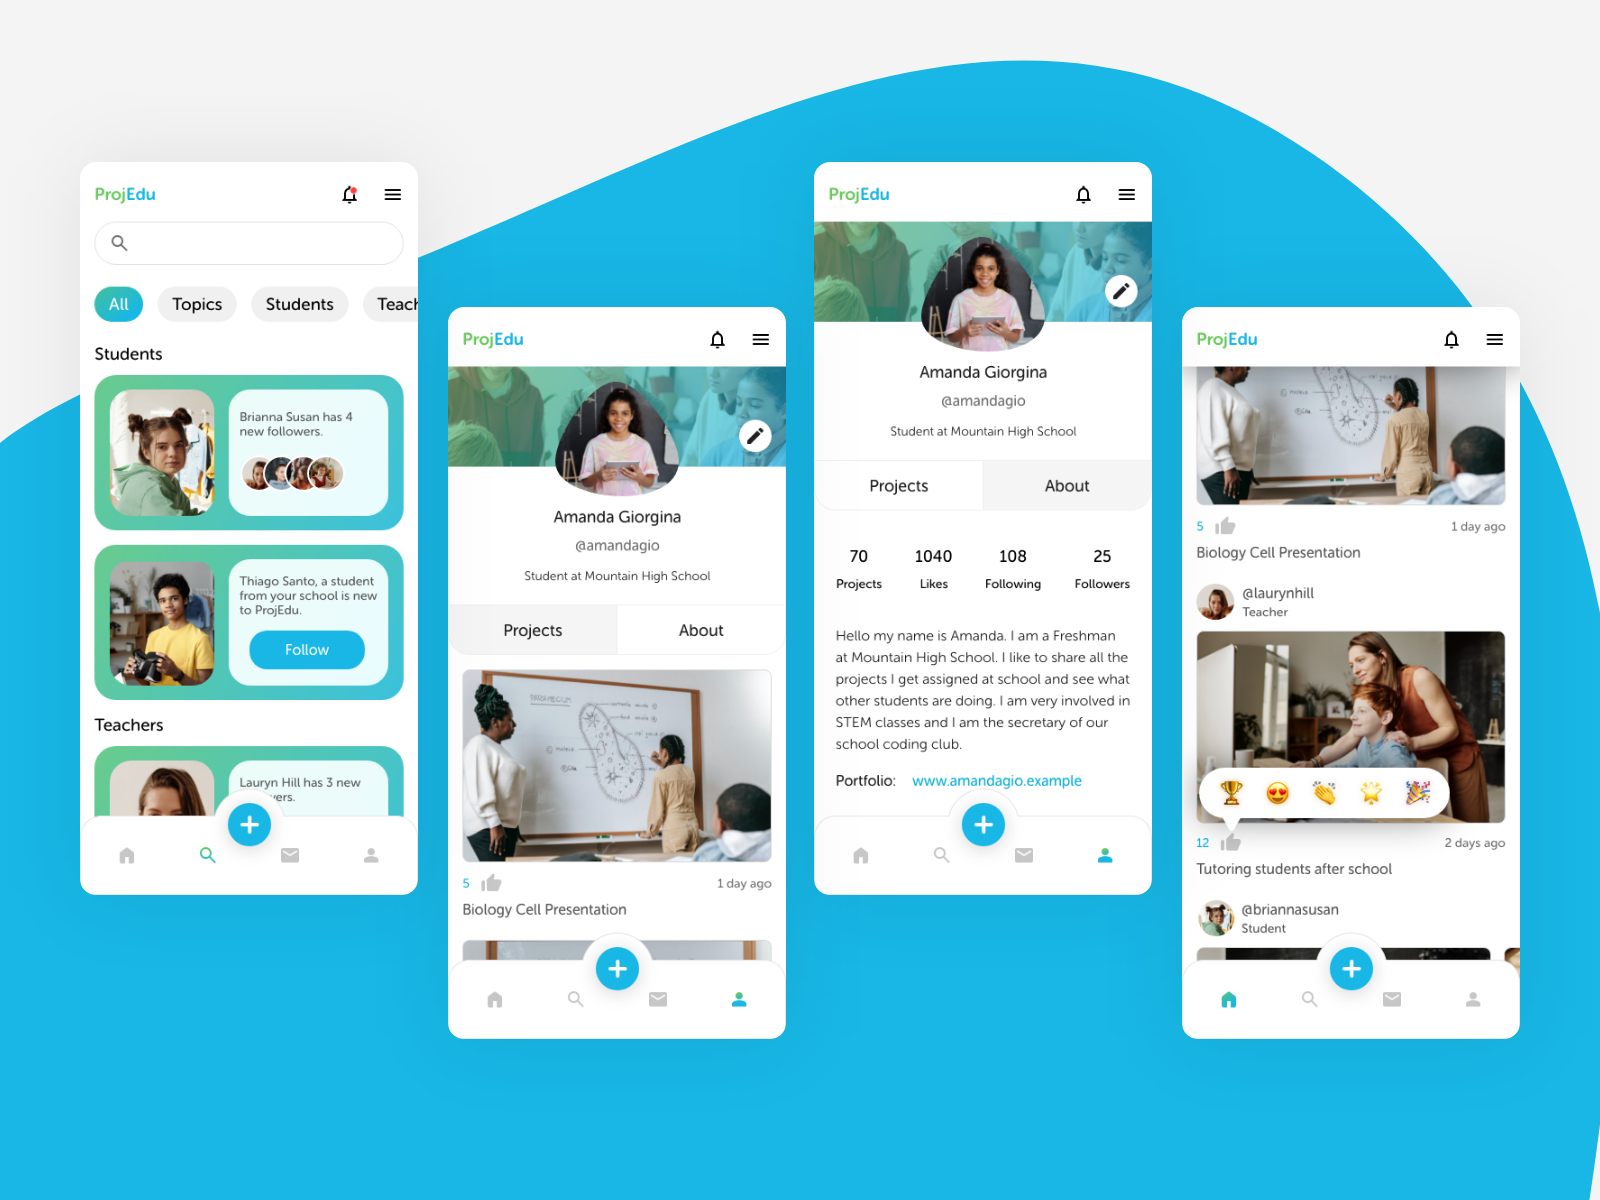 ProjEdu
All
Topics
Students
Teach
Students
Brianna Susan has 4
new followers.
Thiago Santo, a student
from your school is new
to ProjEdu.
Follow
Teachers
Lauryn Hill has 3 new
ProjEdu
Amanda Giorgina
@amandagio
Student at Mountain High School
Projects
About
5
1 day ago
Biology Cell Presentation
ProjEdu
Amanda Giorgina
@amandagio
Student at Mountain High School
Projects
About
70
1040
108
25
Projects
Likes
Following
Followers
Hello my name is Amanda. I am a Freshman
at Mountain High School. I like to share all the
projects I get assigned at school and see what
other students are doing. I am very involved in
STEM classes and I am the secretary of our
school coding club.
Portfolio: www.amandagio.example
ProjEdu
5
1 day ago
Biology Cell Presentation
@laurynhill
Teacher
12
2 days ago
Tutoring students after school
@briannasusan
Student